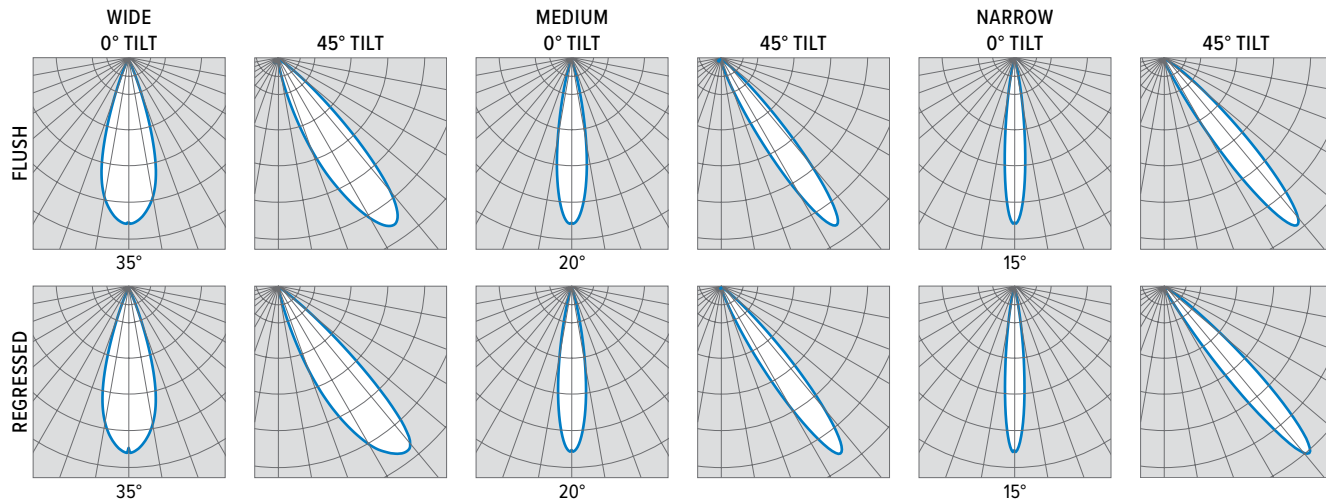 WIDE
MEDIUM
NARROW
0° TILT
45° TILT
0° TILT
45° TILT
0° TILT
45° TILT
FLUSH
35°
20°
15°
REGRESSED
35°
20°
15°